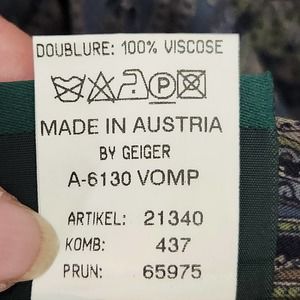 DOUBLURE: 100% VISCOSE
P
MADE IN AUSTRIA
BY GEIGER
A-6130 VOMP
ARTIKEL: 21340
KOMB: 437
PRUN: 65975